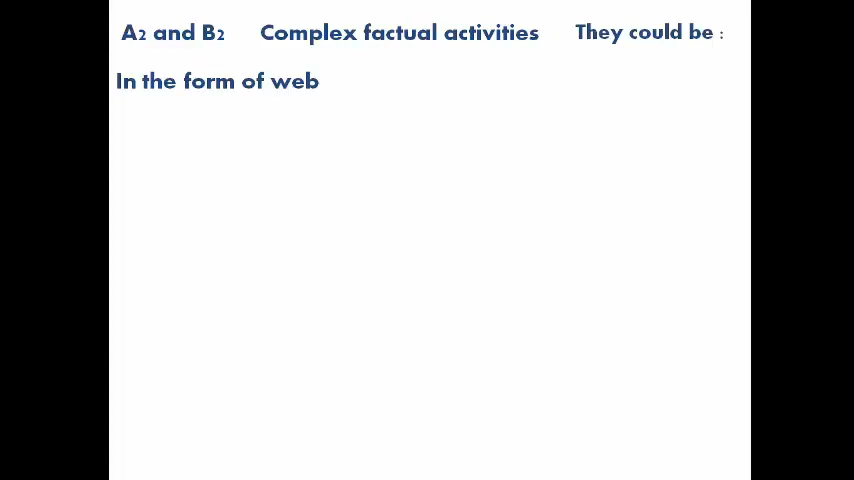 A2 and B2 Complex factual activities They could be :
In the form of web